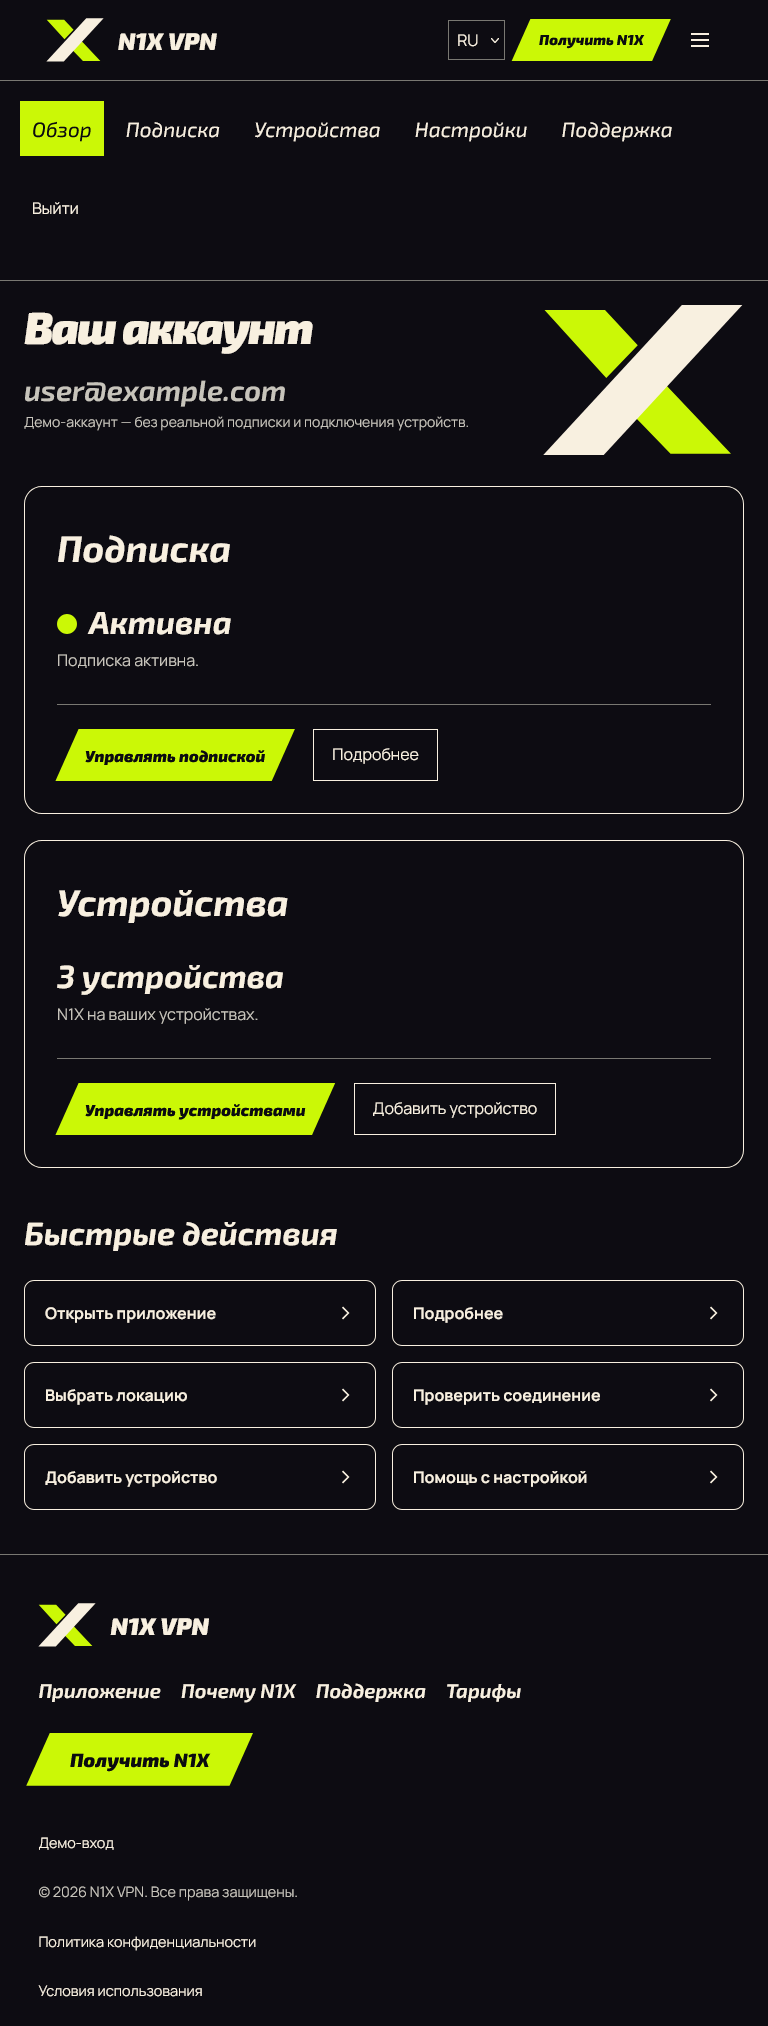 N1X VPN
RU
Получить N1X
Обзор
Подписка
Устройства
Настройки
Поддержка
Выйти
Ваш аккаунт
user@example.com
Демо-аккаунт — без реальной подписки и подключения устройств.
Подписка
Активна
Подписка активна.
Управлять подпиской
Подробнее
Устройства
3 устройства
N1X на ваших устройствах.
Управлять устройствами
Добавить устройство
Быстрые действия
Открыть приложение
Подробнее
Выбрать локацию
Проверить соединение
Добавить устройство
Помощь с настройкой
N1X VPN
Приложение
Почему N1X
Поддержка
Тарифы
Получить N1X
Демо-вход
© 2026 N1X VPN. Все права защищены.
Политика конфиденциальности
Условия использования